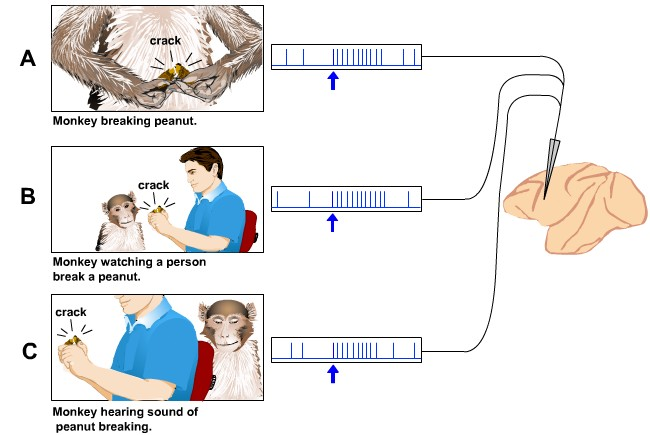 A
crack
Monkey breaking peanut.
B
crack
Monkey watching a person
break a peanut.
C
crack
Monkey hearing sound of
peanut breaking.